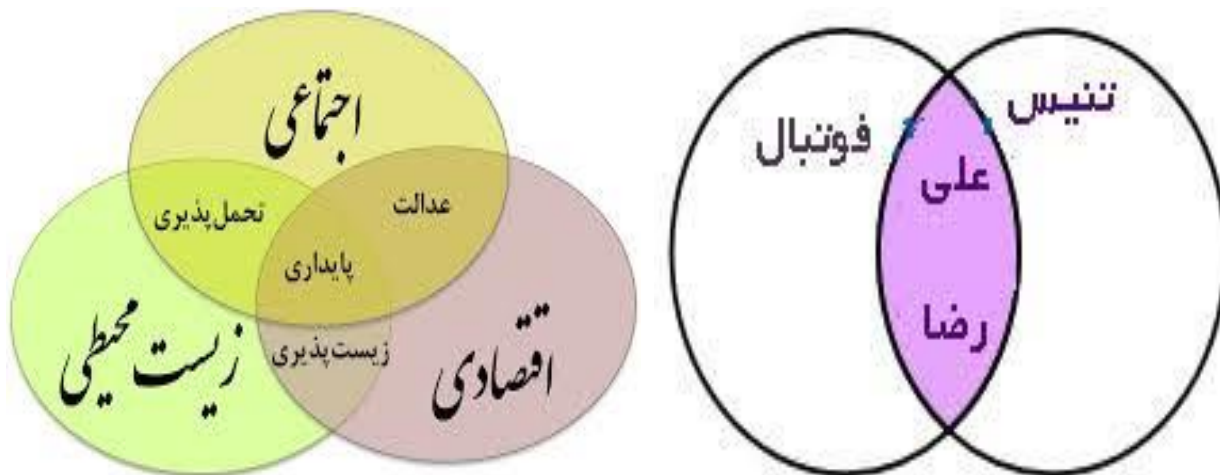 اجتماعی
تحمل‌پذیری
عدالت
پایداری
زیست‌پذیری
زیست محیطی
اقتصادی
تنیس
فوتبال
علی
رضا